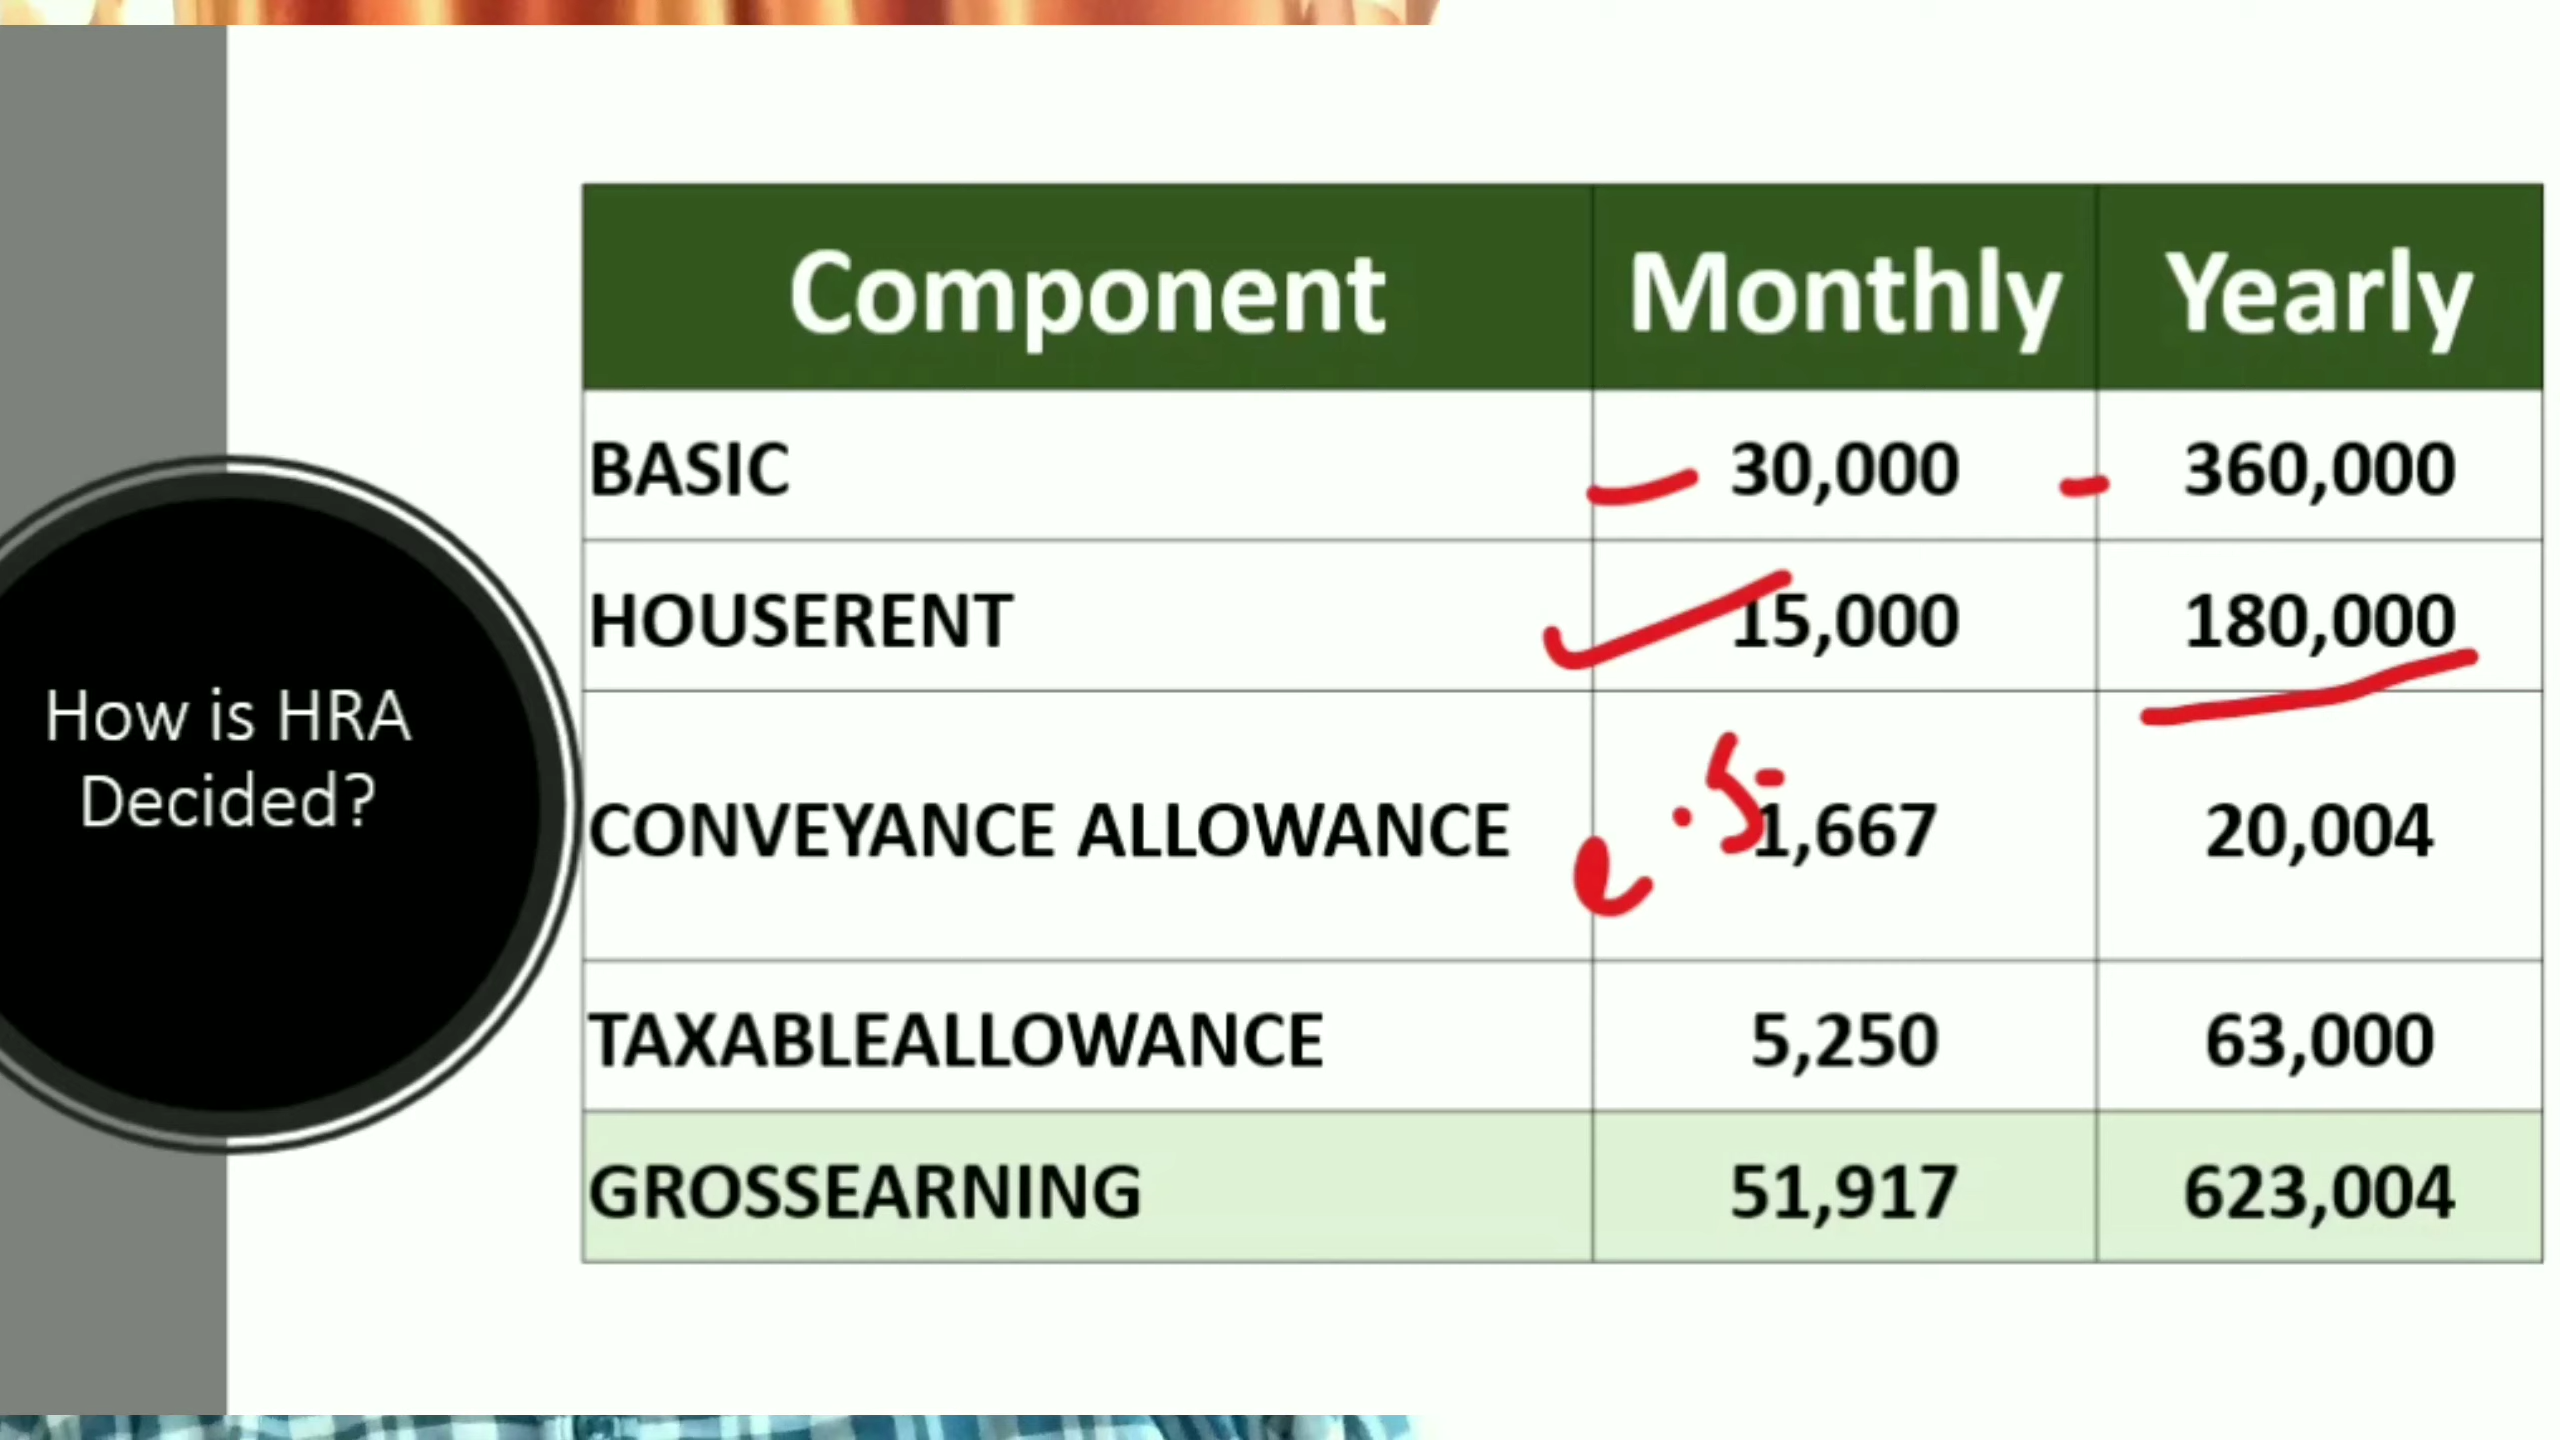 How is HRA
Decided?
Component Monthly Yearly
BASIC 30,000 360,000
HOUSERENT 15,000 180,000
CONVEYANCE ALLOWANCE 1,667 20,004
TAXABLEALLOWANCE 5,250 63,000
GROSSEARNING 51,917 623,004